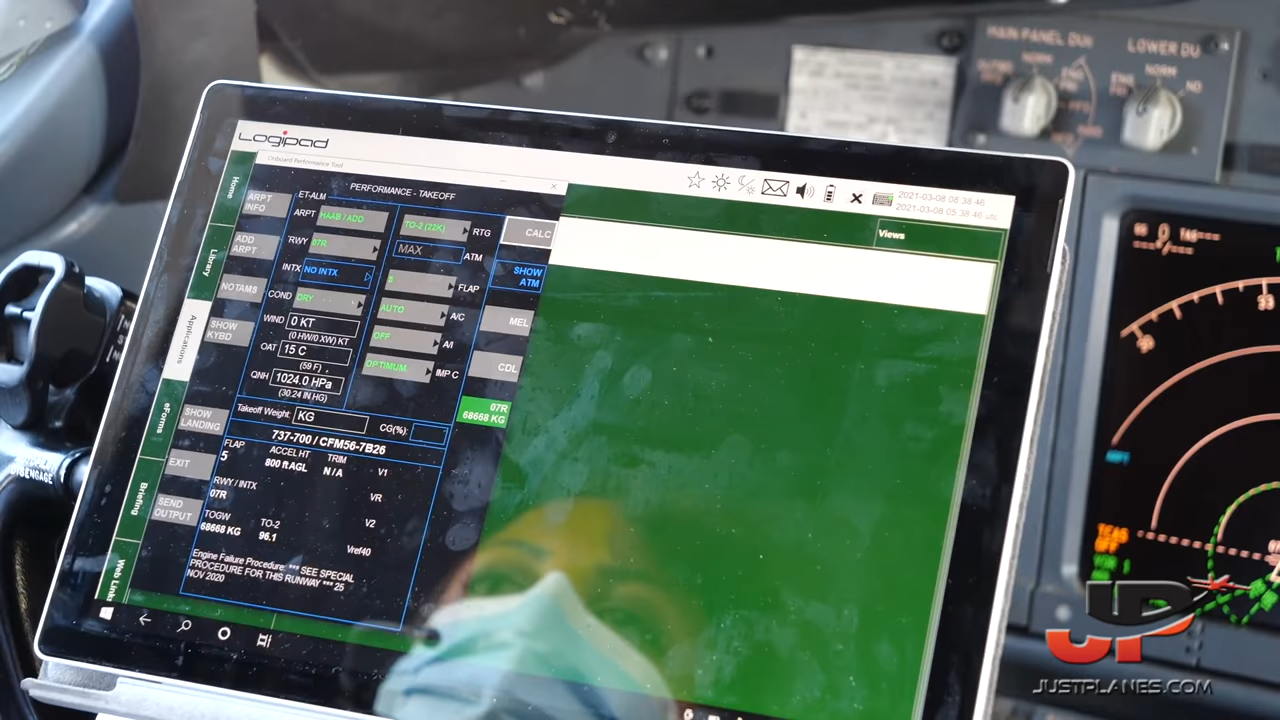 MAIN PANEL DU
LOWER DU
NORM
NORM
Logipad
2021-03-08 08 38 46
2021-03-08 05 38 46 utc
Onboard Performance Tool
Views
Home
Library
Applications
eForms
Briefing
Web Links
PERFORMANCE - TAKEOFF
ARPT INFO
ADD ARPT
NOTAMS
SHOW KYBD
SHOW LANDING
EXIT
SEND OUTPUT
ET-ALM
ARPT HAAB / ADD
TO-2 (22K) RTG
CALC
RWY 07R
MAX ATM
INTX NO INTX
SHOW ATM
5 FLAP
COND DRY
AUTO A/C
MEL
WIND 0 KT
(0 HW/0 XW) KT
OFF A/I
OAT 15 C
(59 F)
OPTIMUM IMP C
CDL
QNH 1024.0 HPa
(30.24 IN HG)
07R
68668 KG
Takeoff Weight: KG CG(%):
737-700 / CFM56-7B26
FLAP ACCEL HT TRIM V1
5 800 ft AGL N/A
RWY / INTX VR
07R
TOGW TO-2 V2
68668 KG 96.1
Vref40
Engine Failure Procedure: *** SEE SPECIAL
PROCEDURE FOR THIS RUNWAY *** 25
NOV 2020
33
TCAS
OFF
JP
JUSTPLANES.COM